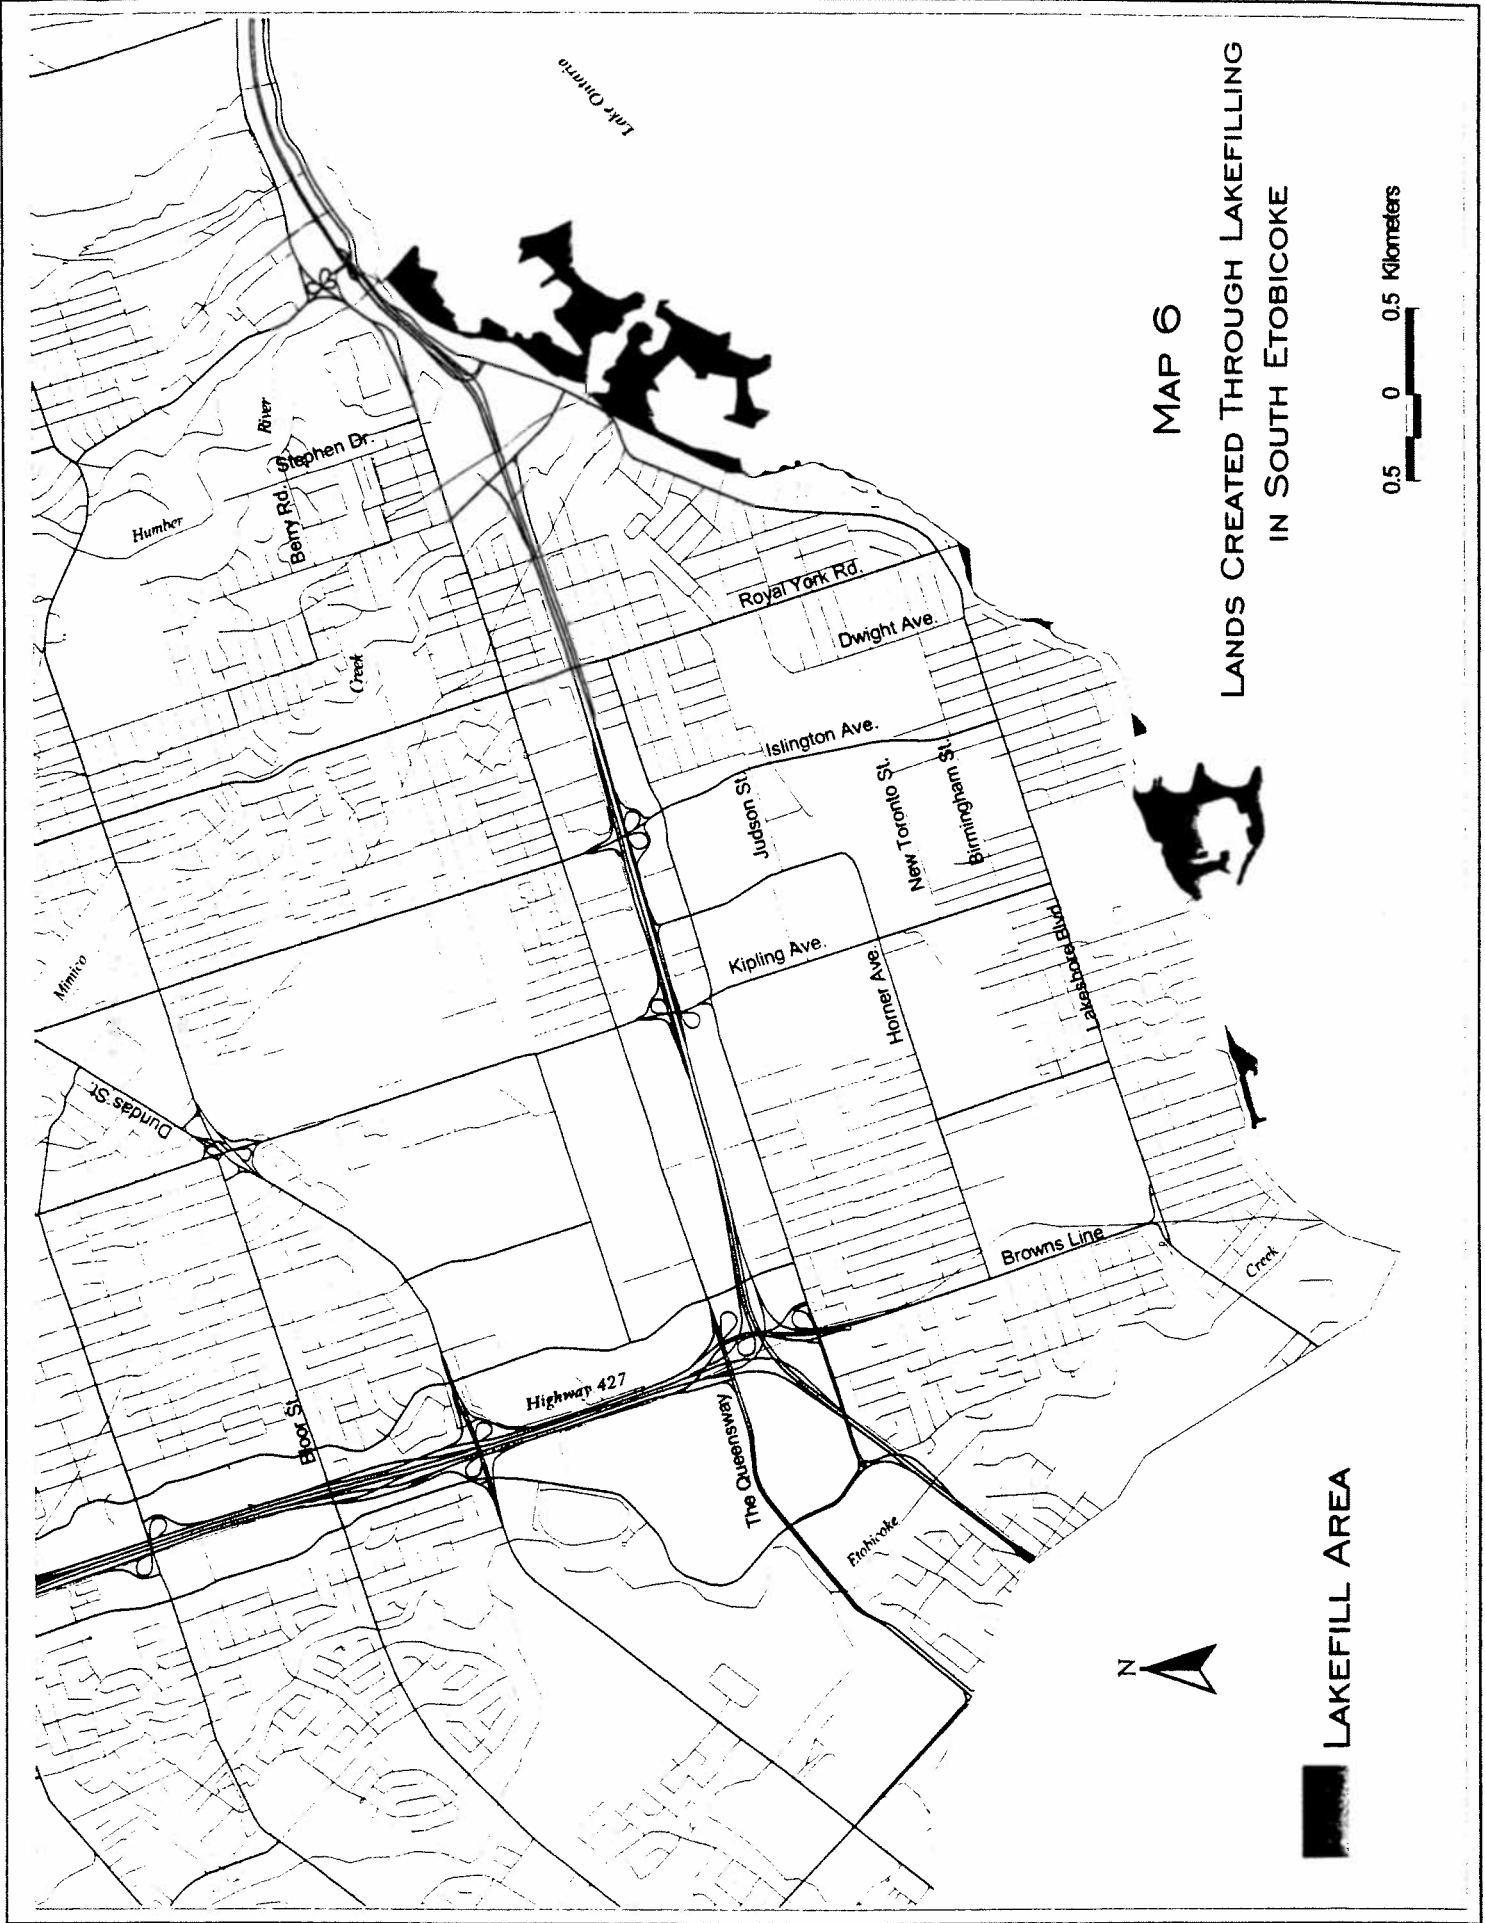 MAP 6
LANDS CREATED THROUGH LAKEFILLING
IN SOUTH ETOBICOKE
0.5 0 0.5 Kilometers
LAKEFILL AREA
N
Lake Ontario
Humber
River
Stephen Dr.
Berry Rd.
Creek
Mimico
Dundas St.
Bloor St.
Highway 427
The Queensway
Etobicoke
Creek
Browns Line
Horner Ave.
Kipling Ave.
Lakeshore Blvd.
Judson St.
Islington Ave.
New Toronto St.
Birmingham St.
Dwight Ave.
Royal York Rd.